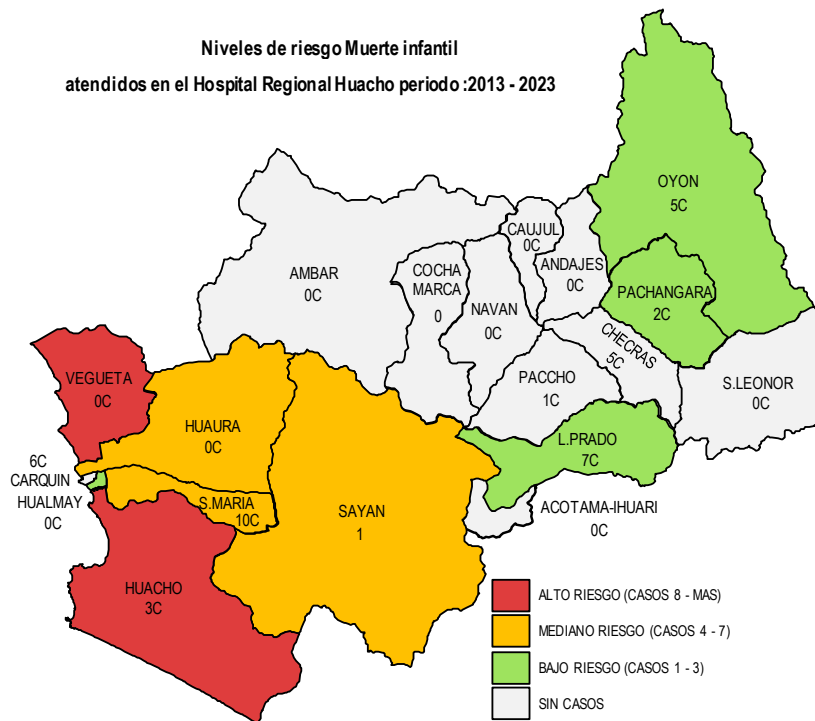 Niveles de riesgo Muerte infantil
atendidos en el Hospital Regional Huacho periodo :2013 - 2023
OYON
5C
CAUJUL
0C
ANDAJES
0C
AMBAR
0C
COCHA
MARCA
0
NAVAN
0C
PACHANGARA
2C
CHECRAS
5C
VEGUETA
0C
PACCHO
1C
S.LEONOR
0C
HUAURA
0C
L.PRADO
7C
6C
CARQUIN
HUALMAY
0C
S.MARIA
10C
SAYAN
1
ACOTAMA-IHUARI
0C
HUACHO
3C
ALTO RIESGO (CASOS 8 - MAS)
MEDIANO RIESGO (CASOS 4 - 7)
BAJO RIESGO (CASOS 1 - 3)
SIN CASOS